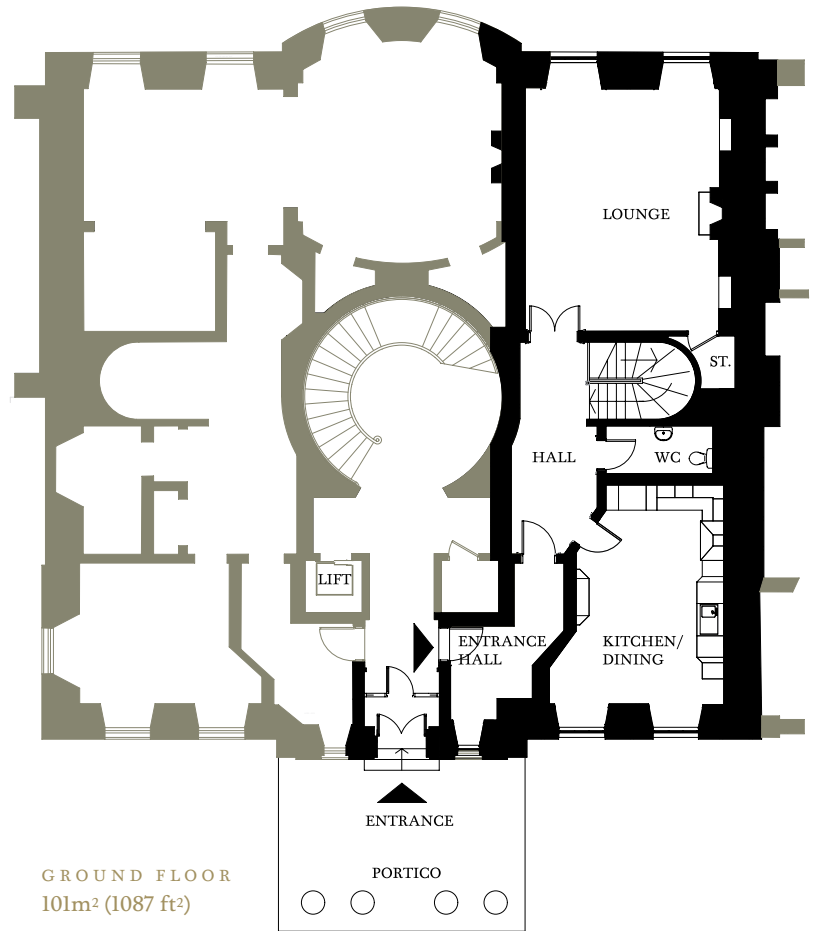 LOUNGE
ST.
HALL
WC
LIFT
ENTRANCE
HALL
KITCHEN/
DINING
ENTRANCE
PORTICO
GROUND FLOOR
101m² (1087 ft²)